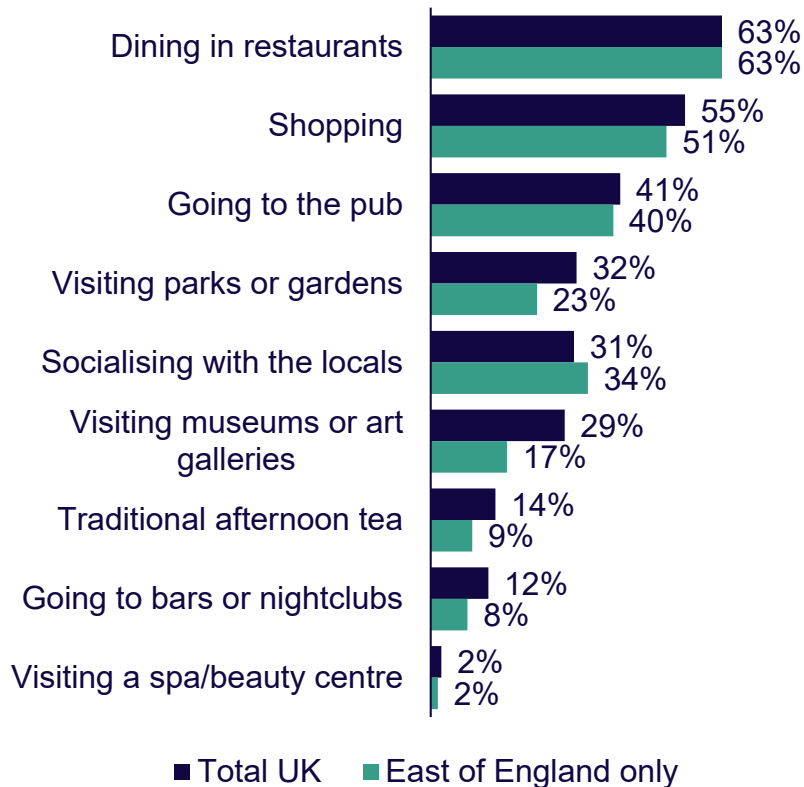 Dining in restaurants
63%
63%
Shopping
55%
51%
Going to the pub
41%
40%
Visiting parks or gardens
32%
23%
Socialising with the locals
31%
34%
Visiting museums or art
galleries
29%
17%
Traditional afternoon tea
14%
9%
Going to bars or nightclubs
12%
8%
Visiting a spa/beauty centre
2%
2%
Total UK
East of England only